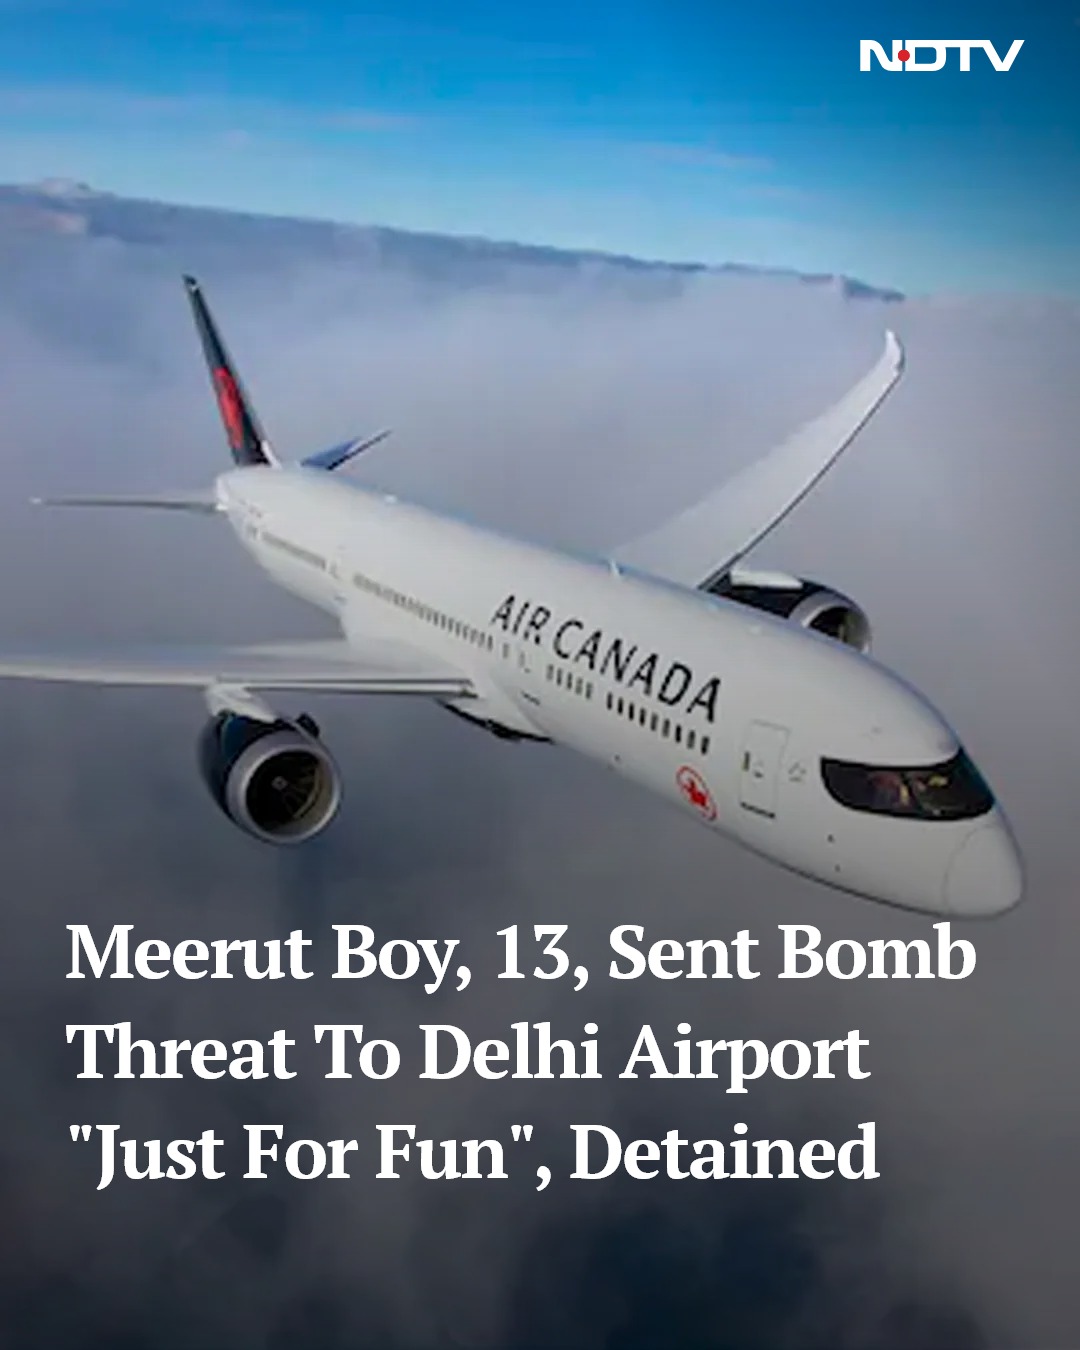 NDTV
AIR CANADA
Meerut Boy, 13, Sent Bomb
Threat To Delhi Airport
"Just For Fun", Detained